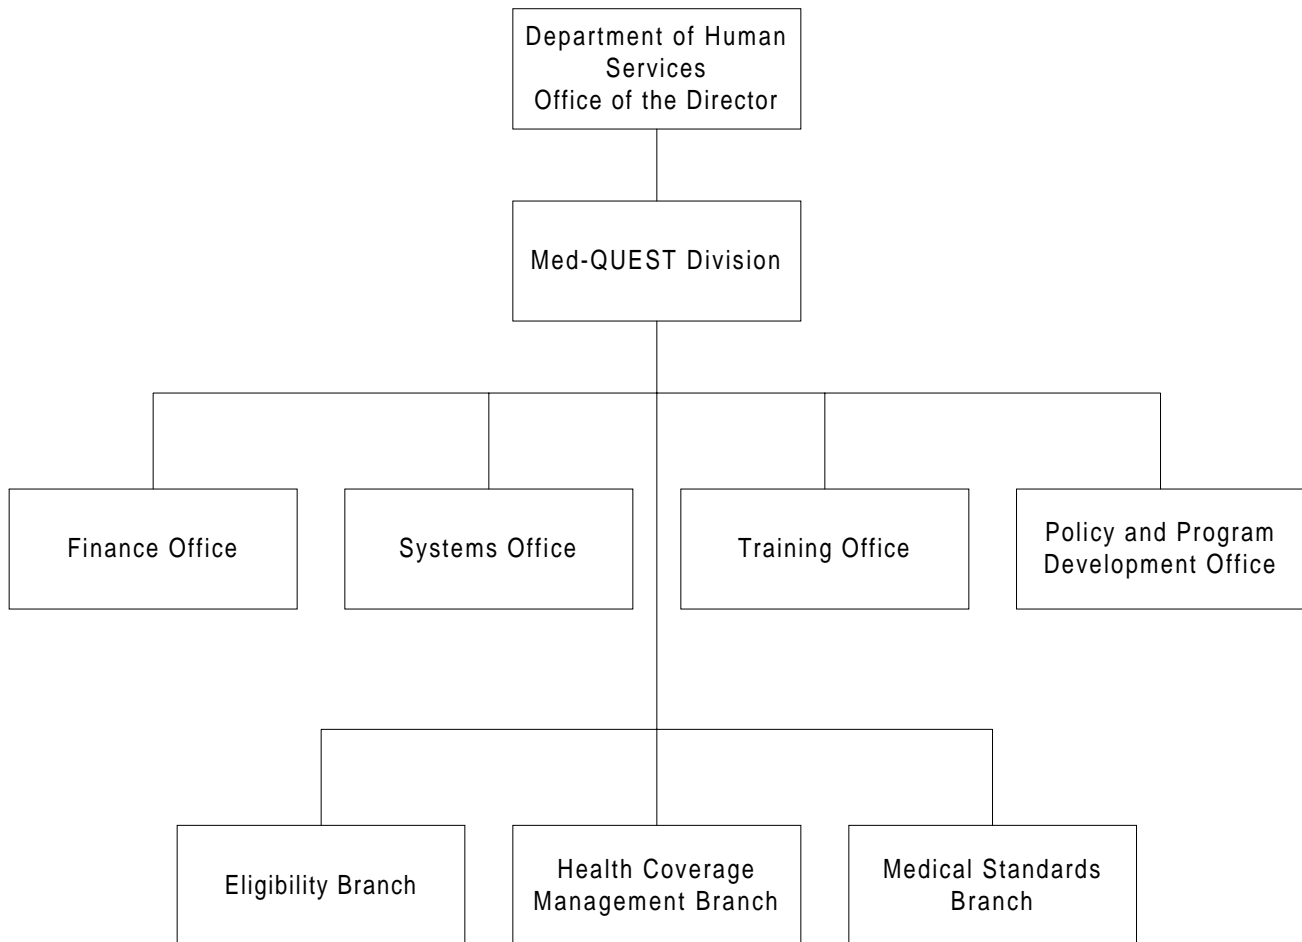 Department of Human
Services
Office of the Director
Med-QUEST Division
Finance Office
Systems Office
Training Office
Policy and Program
Development Office
Eligibility Branch
Health Coverage
Management Branch
Medical Standards
Branch